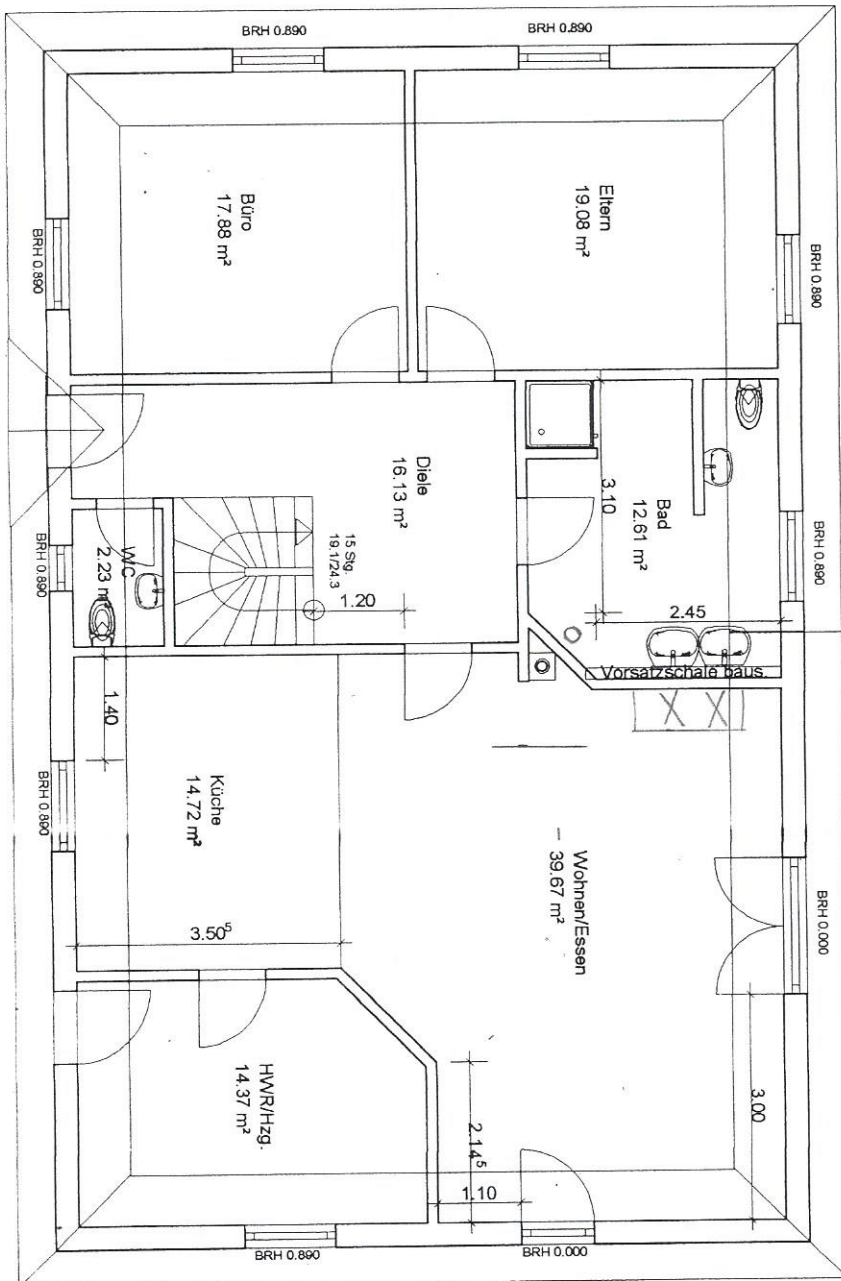 BRH 0.890
BRH 0.890
Büro
17.88 m²
Eltern
19.08 m²
BRH 0.890
BRH 0.890
Diele
16.13 m²
3.10
Bad
12.61 m²
15 Stg.
19.1/24,3
1.20
2.45
WC
2.23 m
BRH 0.890
BRH 0.890
Vorsatzschale baus.
1.40
Küche
14.72 m²
BRH 0.890
3.50⁵
Wohnen/Essen
39.67 m²
BRH 0.000
HWR/Hzg.
14.37 m²
2.14⁵
3.00
1.10
BRH 0.890
BRH 0.000